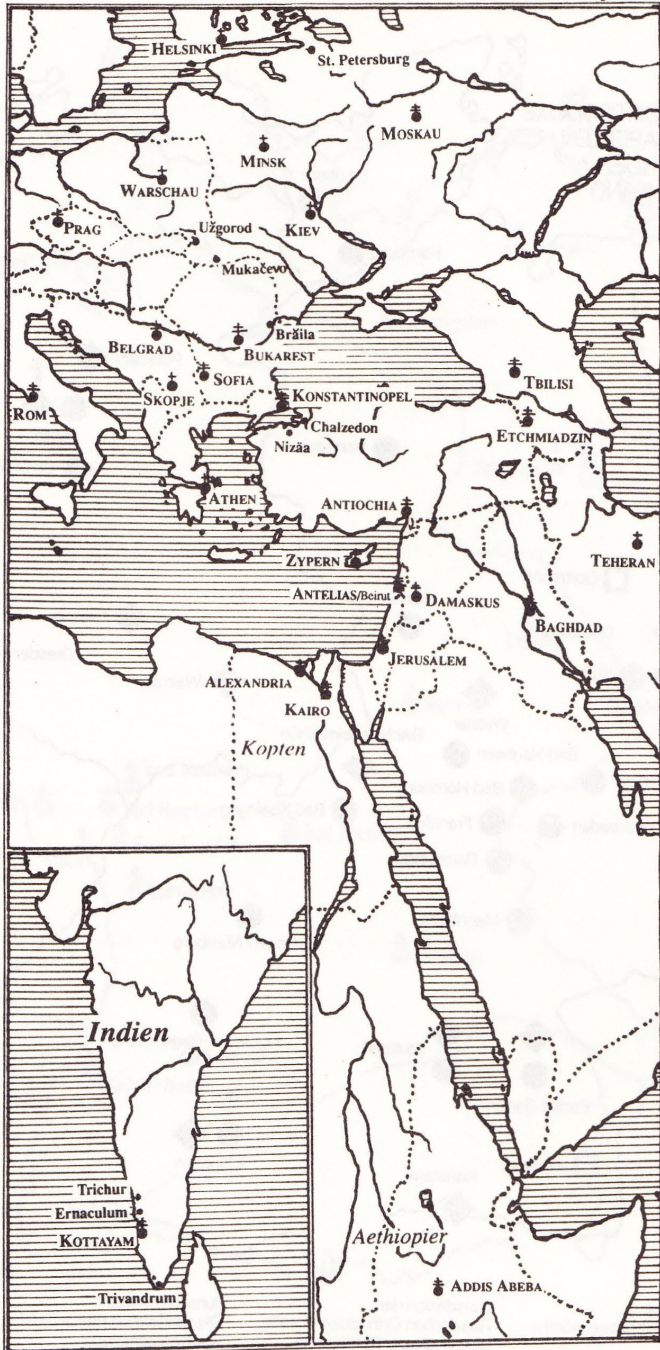 HELSINKI
St. Petersburg
MOSKAU
MINSK
WARSCHAU
PRAG
KIEV
Užgorod
Mukačevo
BELGRAD
Brăila
BUKAREST
SOFIA
SKOPJE
TBILISI
ROM
KONSTANTINOPEL
Chalzedon
Nizäa
ETCHMIADZIN
ATHEN
ANTIOCHIA
ZYPERN
TEHERAN
ANTELIAS/Beirut
DAMASKUS
BAGHDAD
JERUSALEM
ALEXANDRIA
KAIRO
Kopten
Indien
Trichur
Ernaculum
KOTTAYAM
Trivandrum
Aethiopier
ADDIS ABEBA